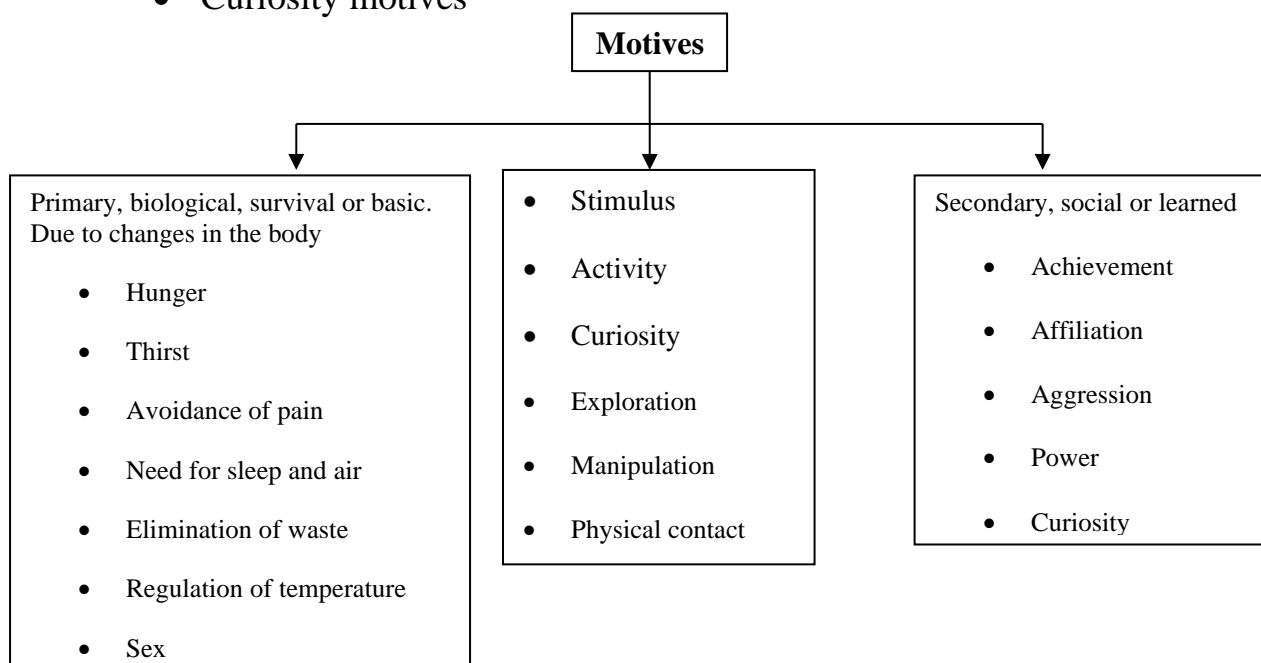 • Curiosity motives
Motives
Primary, biological, survival or basic.
Due to changes in the body
• Hunger
• Thirst
• Avoidance of pain
• Need for sleep and air
• Elimination of waste
• Regulation of temperature
• Sex
• Stimulus
• Activity
• Curiosity
• Exploration
• Manipulation
• Physical contact
Secondary, social or learned
• Achievement
• Affiliation
• Aggression
• Power
• Curiosity